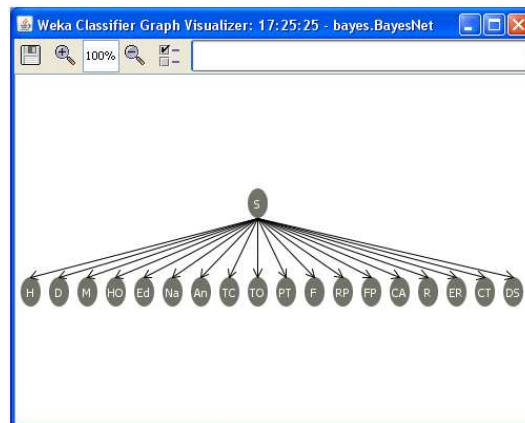 Weka Classifier Graph Visualizer: 17:25:25 - bayes.BayesNet
100%
S
H D M HO Ed Na An TC TO PT F RP FP CA R ER CT DS